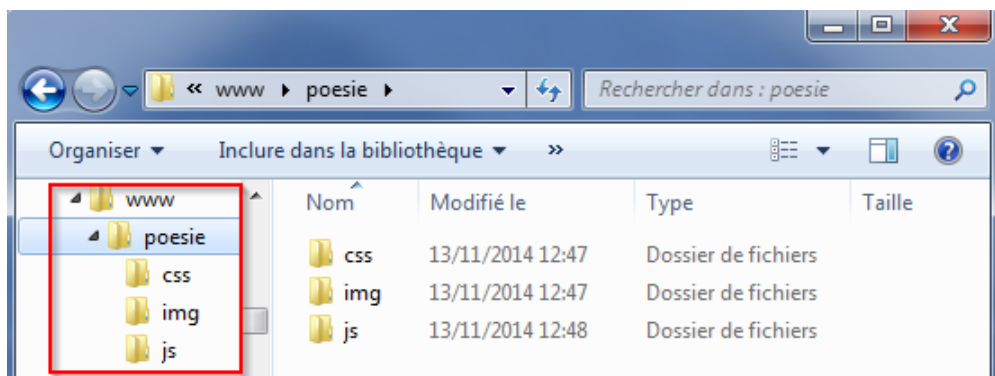 « www ▸ poesie ▸ Rechercher dans : poesie
Organiser Inclure dans la bibliothèque »
www
poesie
css
img
js
Nom Modifié le Type Taille
css 13/11/2014 12:47 Dossier de fichiers
img 13/11/2014 12:47 Dossier de fichiers
js 13/11/2014 12:48 Dossier de fichiers